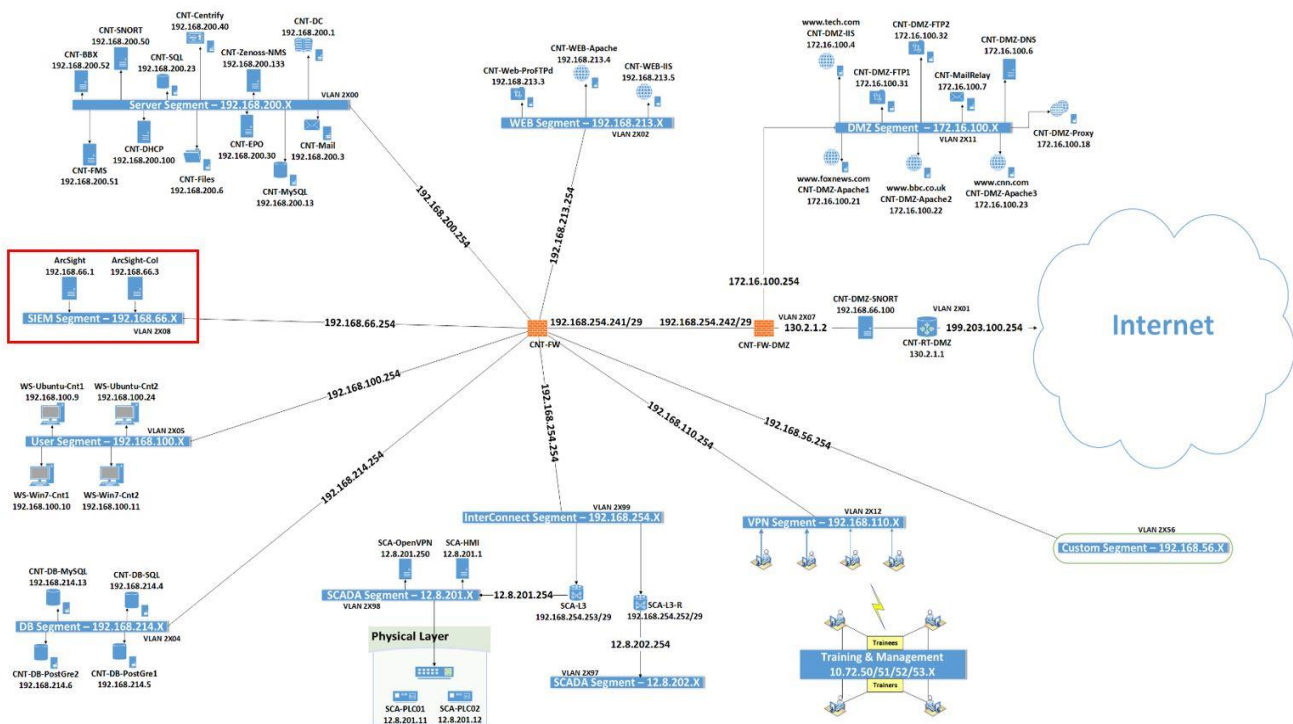 CNT-Centrify
192.168.200.40
CNT-SNORT
192.168.200.50
CNT-DC
192.168.200.1
CNT-BBX
192.168.200.52
CNT-SQL
192.168.200.23
CNT-Zenoss-NMS
192.168.200.133
Server Segment – 192.168.200.X
VLAN 2X00
CNT-FMS
192.168.200.51
CNT-DHCP
192.168.200.100
CNT-Files
192.168.200.6
CNT-EPO
192.168.200.30
CNT-MySQL
192.168.200.13
CNT-Mail
192.168.200.3
192.168.200.254
CNT-Web-ProFTPd
192.168.213.3
CNT-WEB-Apache
192.168.213.4
CNT-WEB-IIS
192.168.213.5
WEB Segment – 192.168.213.X
VLAN 2X02
192.168.213.254
www.tech.com
CNT-DMZ-IIS
172.16.100.4
CNT-DMZ-FTP2
172.16.100.32
CNT-DMZ-DNS
172.16.100.6
CNT-DMZ-FTP1
172.16.100.31
CNT-MailRelay
172.16.100.7
DMZ Segment – 172.16.100.X
VLAN 2X11
CNT-DMZ-Proxy
172.16.100.18
www.foxnews.com
CNT-DMZ-Apache1
172.16.100.21
www.bbc.co.uk
CNT-DMZ-Apache2
172.16.100.22
www.cnn.com
CNT-DMZ-Apache3
172.16.100.23
172.16.100.254
ArcSight
192.168.66.1
ArcSight-Col
192.168.66.3
SIEM Segment – 192.168.66.X
VLAN 2X08
192.168.66.254
CNT-FW
192.168.254.241/29
192.168.254.242/29
CNT-FW-DMZ
VLAN 2X07
130.2.1.2
CNT-DMZ-SNORT
192.168.66.100
VLAN 2X01
CNT-RT-DMZ
130.2.1.1
199.203.100.254
Internet
WS-Ubuntu-Cnt1
192.168.100.9
WS-Ubuntu-Cnt2
192.168.100.24
User Segment – 192.168.100.X
VLAN 2X05
WS-Win7-Cnt1
192.168.100.10
WS-Win7-Cnt2
192.168.100.11
192.168.100.254
192.168.214.254
192.168.254.254
192.168.110.254
192.168.56.254
CNT-DB-MySQL
192.168.214.13
CNT-DB-SQL
192.168.214.4
DB Segment – 192.168.214.X
VLAN 2X04
CNT-DB-PostGre2
192.168.214.6
CNT-DB-PostGre1
192.168.214.5
VLAN 2X99
InterConnect Segment – 192.168.254.X
SCA-OpenVPN
12.8.201.250
SCA-HMI
12.8.201.1
SCADA Segment – 12.8.201.X
VLAN 2X98
12.8.201.254
SCA-L3
192.168.254.253/29
SCA-L3-R
192.168.254.252/29
12.8.202.254
VLAN 2X97
SCADA Segment – 12.8.202.X
Physical Layer
SCA-PLC01
12.8.201.11
SCA-PLC02
12.8.201.12
VLAN 2X12
VPN Segment – 192.168.110.X
Trainees
Training & Management
10.72.50/51/52/53.X
Trainers
VLAN 2X56
Custom Segment – 192.168.56.X